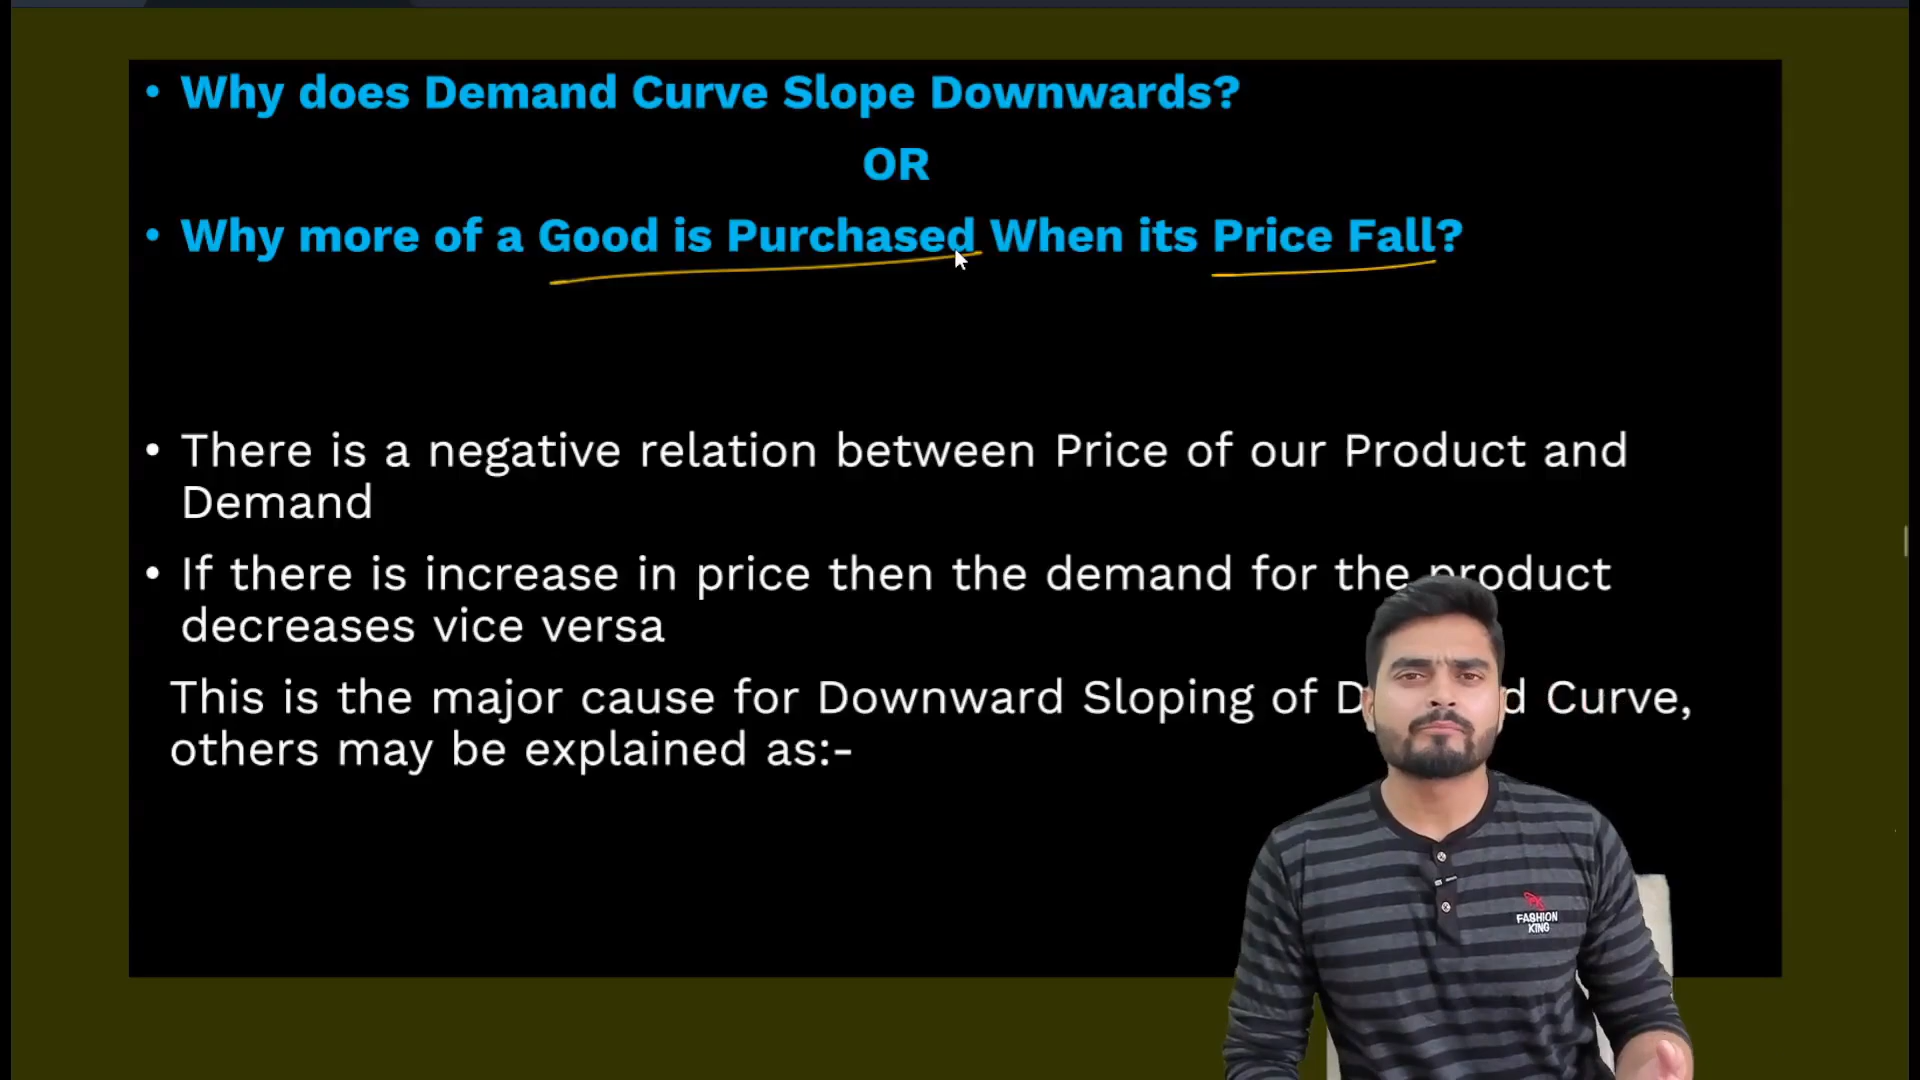 • Why does Demand Curve Slope Downwards?
OR
• Why more of a Good is Purchased When its Price Fall?
• There is a negative relation between Price of our Product and
Demand
• If there is increase in price then the demand for the product
decreases vice versa
This is the major cause for Downward Sloping of Curve,
others may be explained as:-
FASHION
KING